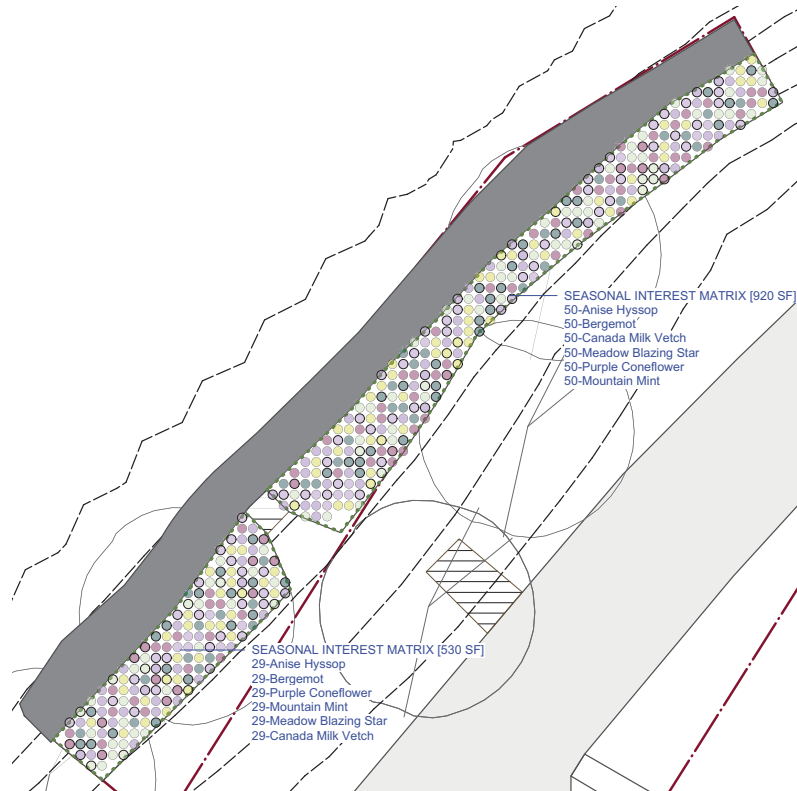 SEASONAL INTEREST MATRIX [920 SF]
50-Anise Hyssop
50-Bergemot
50-Canada Milk Vetch
50-Meadow Blazing Star
50-Purple Coneflower
50-Mountain Mint
SEASONAL INTEREST MATRIX [530 SF]
29-Anise Hyssop
29-Bergemot
29-Purple Coneflower
29-Mountain Mint
29-Meadow Blazing Star
29-Canada Milk Vetch